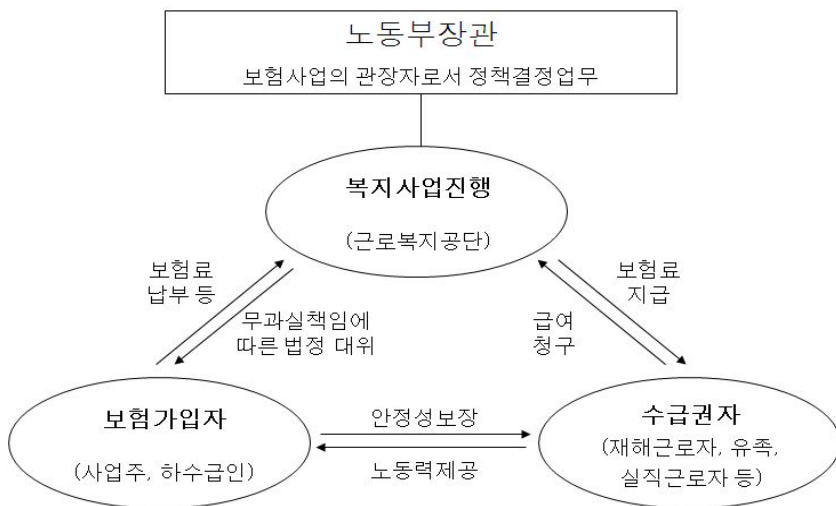 노동부장관
보험사업의 관장자로서 정책결정업무
복지사업진행
(근로복지공단)
보험료
납부 등
무과실책임에
따른 법정 대위
급여
청구
보험료
지급
보험가입자
(사업주, 하수급인)
안정성보장
노동력제공
수급권자
(재해근로자, 유족,
실직근로자 등)